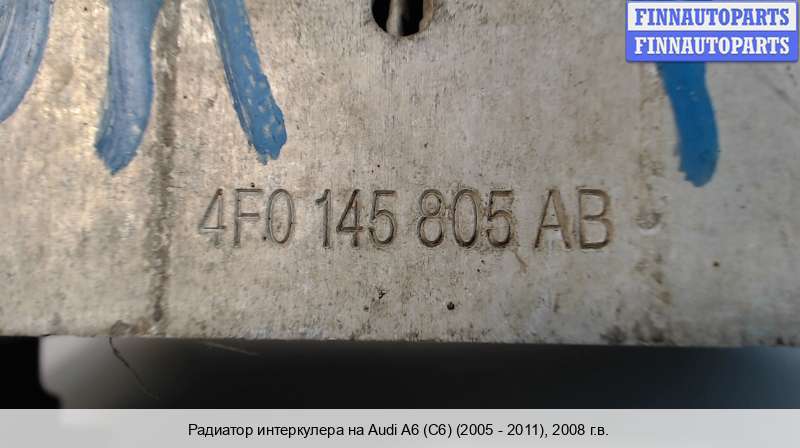 FINNAUTOPARTS
FINNAUTOPARTS
4F0 145 805 AB
Радиатор интеркулера на Audi A6 (C6) (2005 - 2011), 2008 г.в.